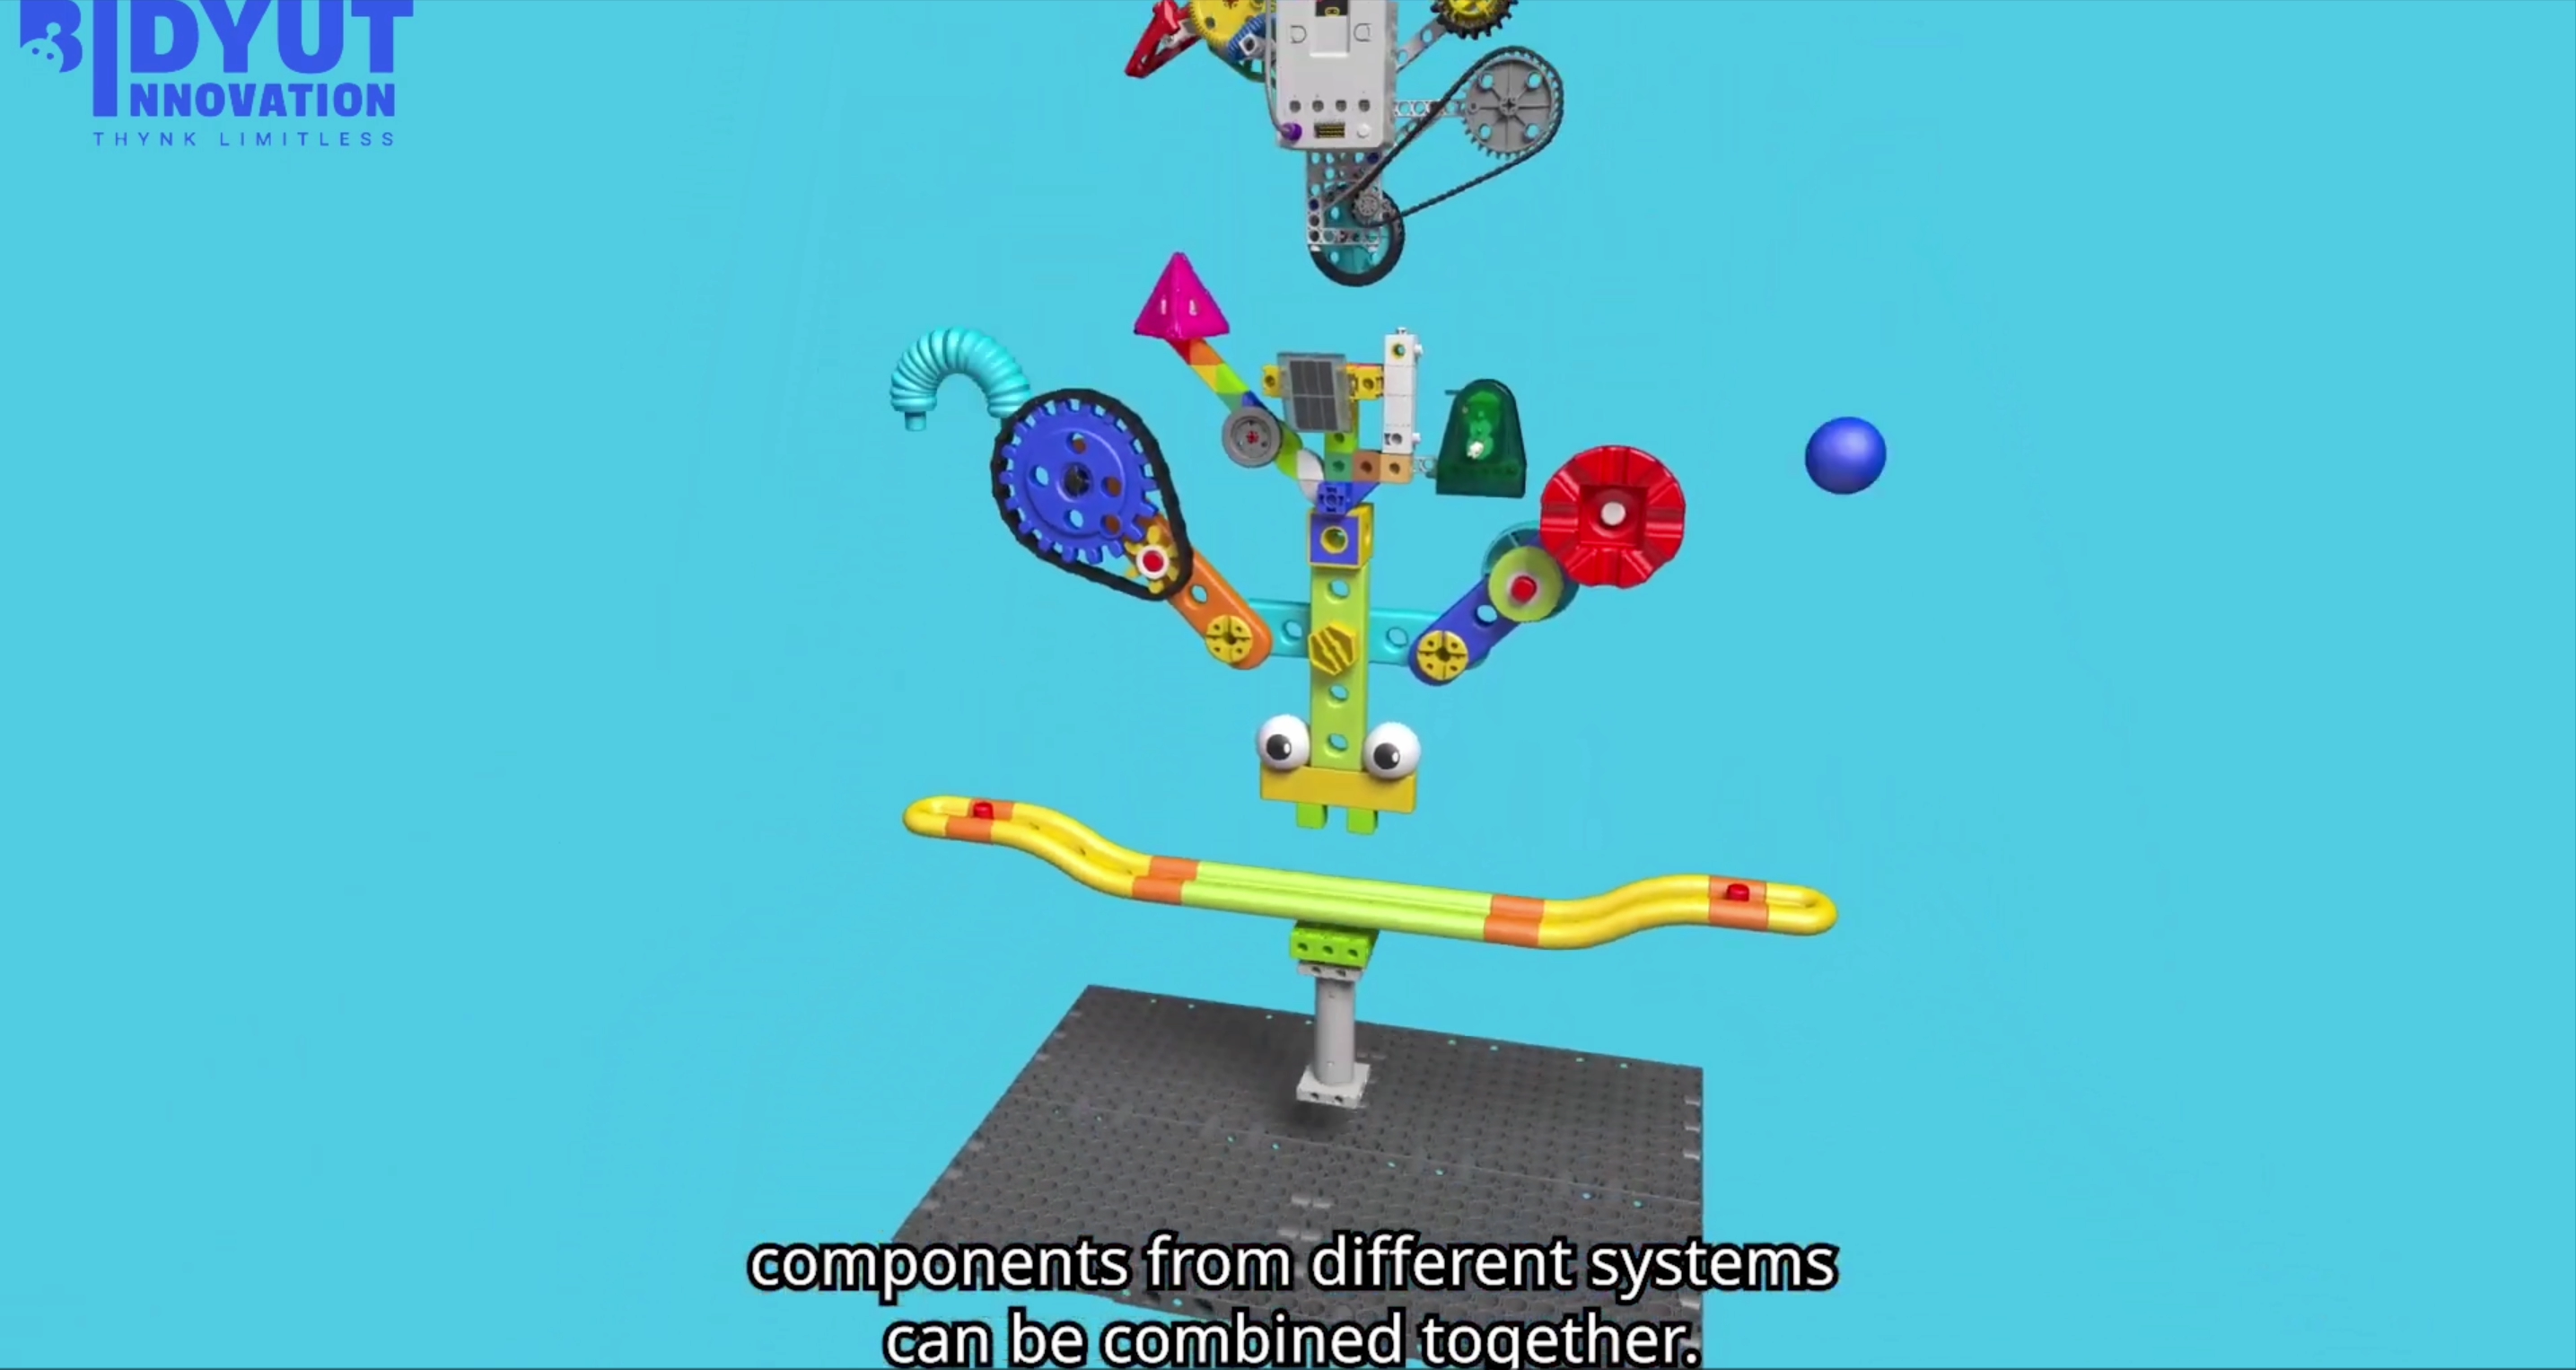 BIDYUT
INNOVATION
THYNK LIMITLESS
components from different systems
can be combined together.